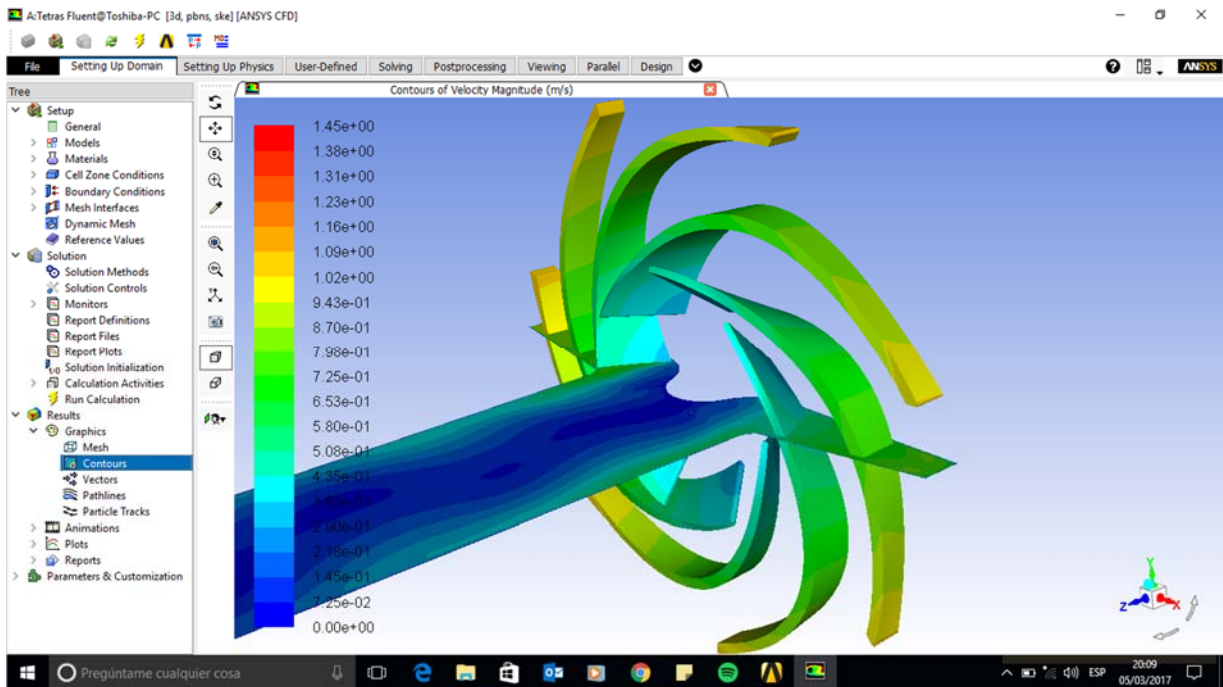 A:Tetras Fluent@Toshiba-PC [3d, pbns, ske] [ANSYS CFD]
File Setting Up Domain Setting Up Physics User-Defined Solving Postprocessing Viewing Parallel Design ANSYS
Tree
Setup
General
Models
Materials
Cell Zone Conditions
Boundary Conditions
Mesh Interfaces
Dynamic Mesh
Reference Values
Solution
Solution Methods
Solution Controls
Monitors
Report Definitions
Report Files
Report Plots
Solution Initialization
Calculation Activities
Run Calculation
Results
Graphics
Mesh
Contours
Vectors
Pathlines
Particle Tracks
Animations
Plots
Reports
Parameters & Customization
Contours of Velocity Magnitude (m/s)
1.45e+00
1.38e+00
1.31e+00
1.23e+00
1.16e+00
1.09e+00
1.02e+00
9.43e-01
8.70e-01
7.98e-01
7.25e-01
6.53e-01
5.80e-01
5.08e-01
4.35e-01
2.90e-01
2.18e-01
1.45e-01
7.25e-02
0.00e+00
Y
Z X
Pregúntame cualquier cosa
ESP
20:09
05/03/2017